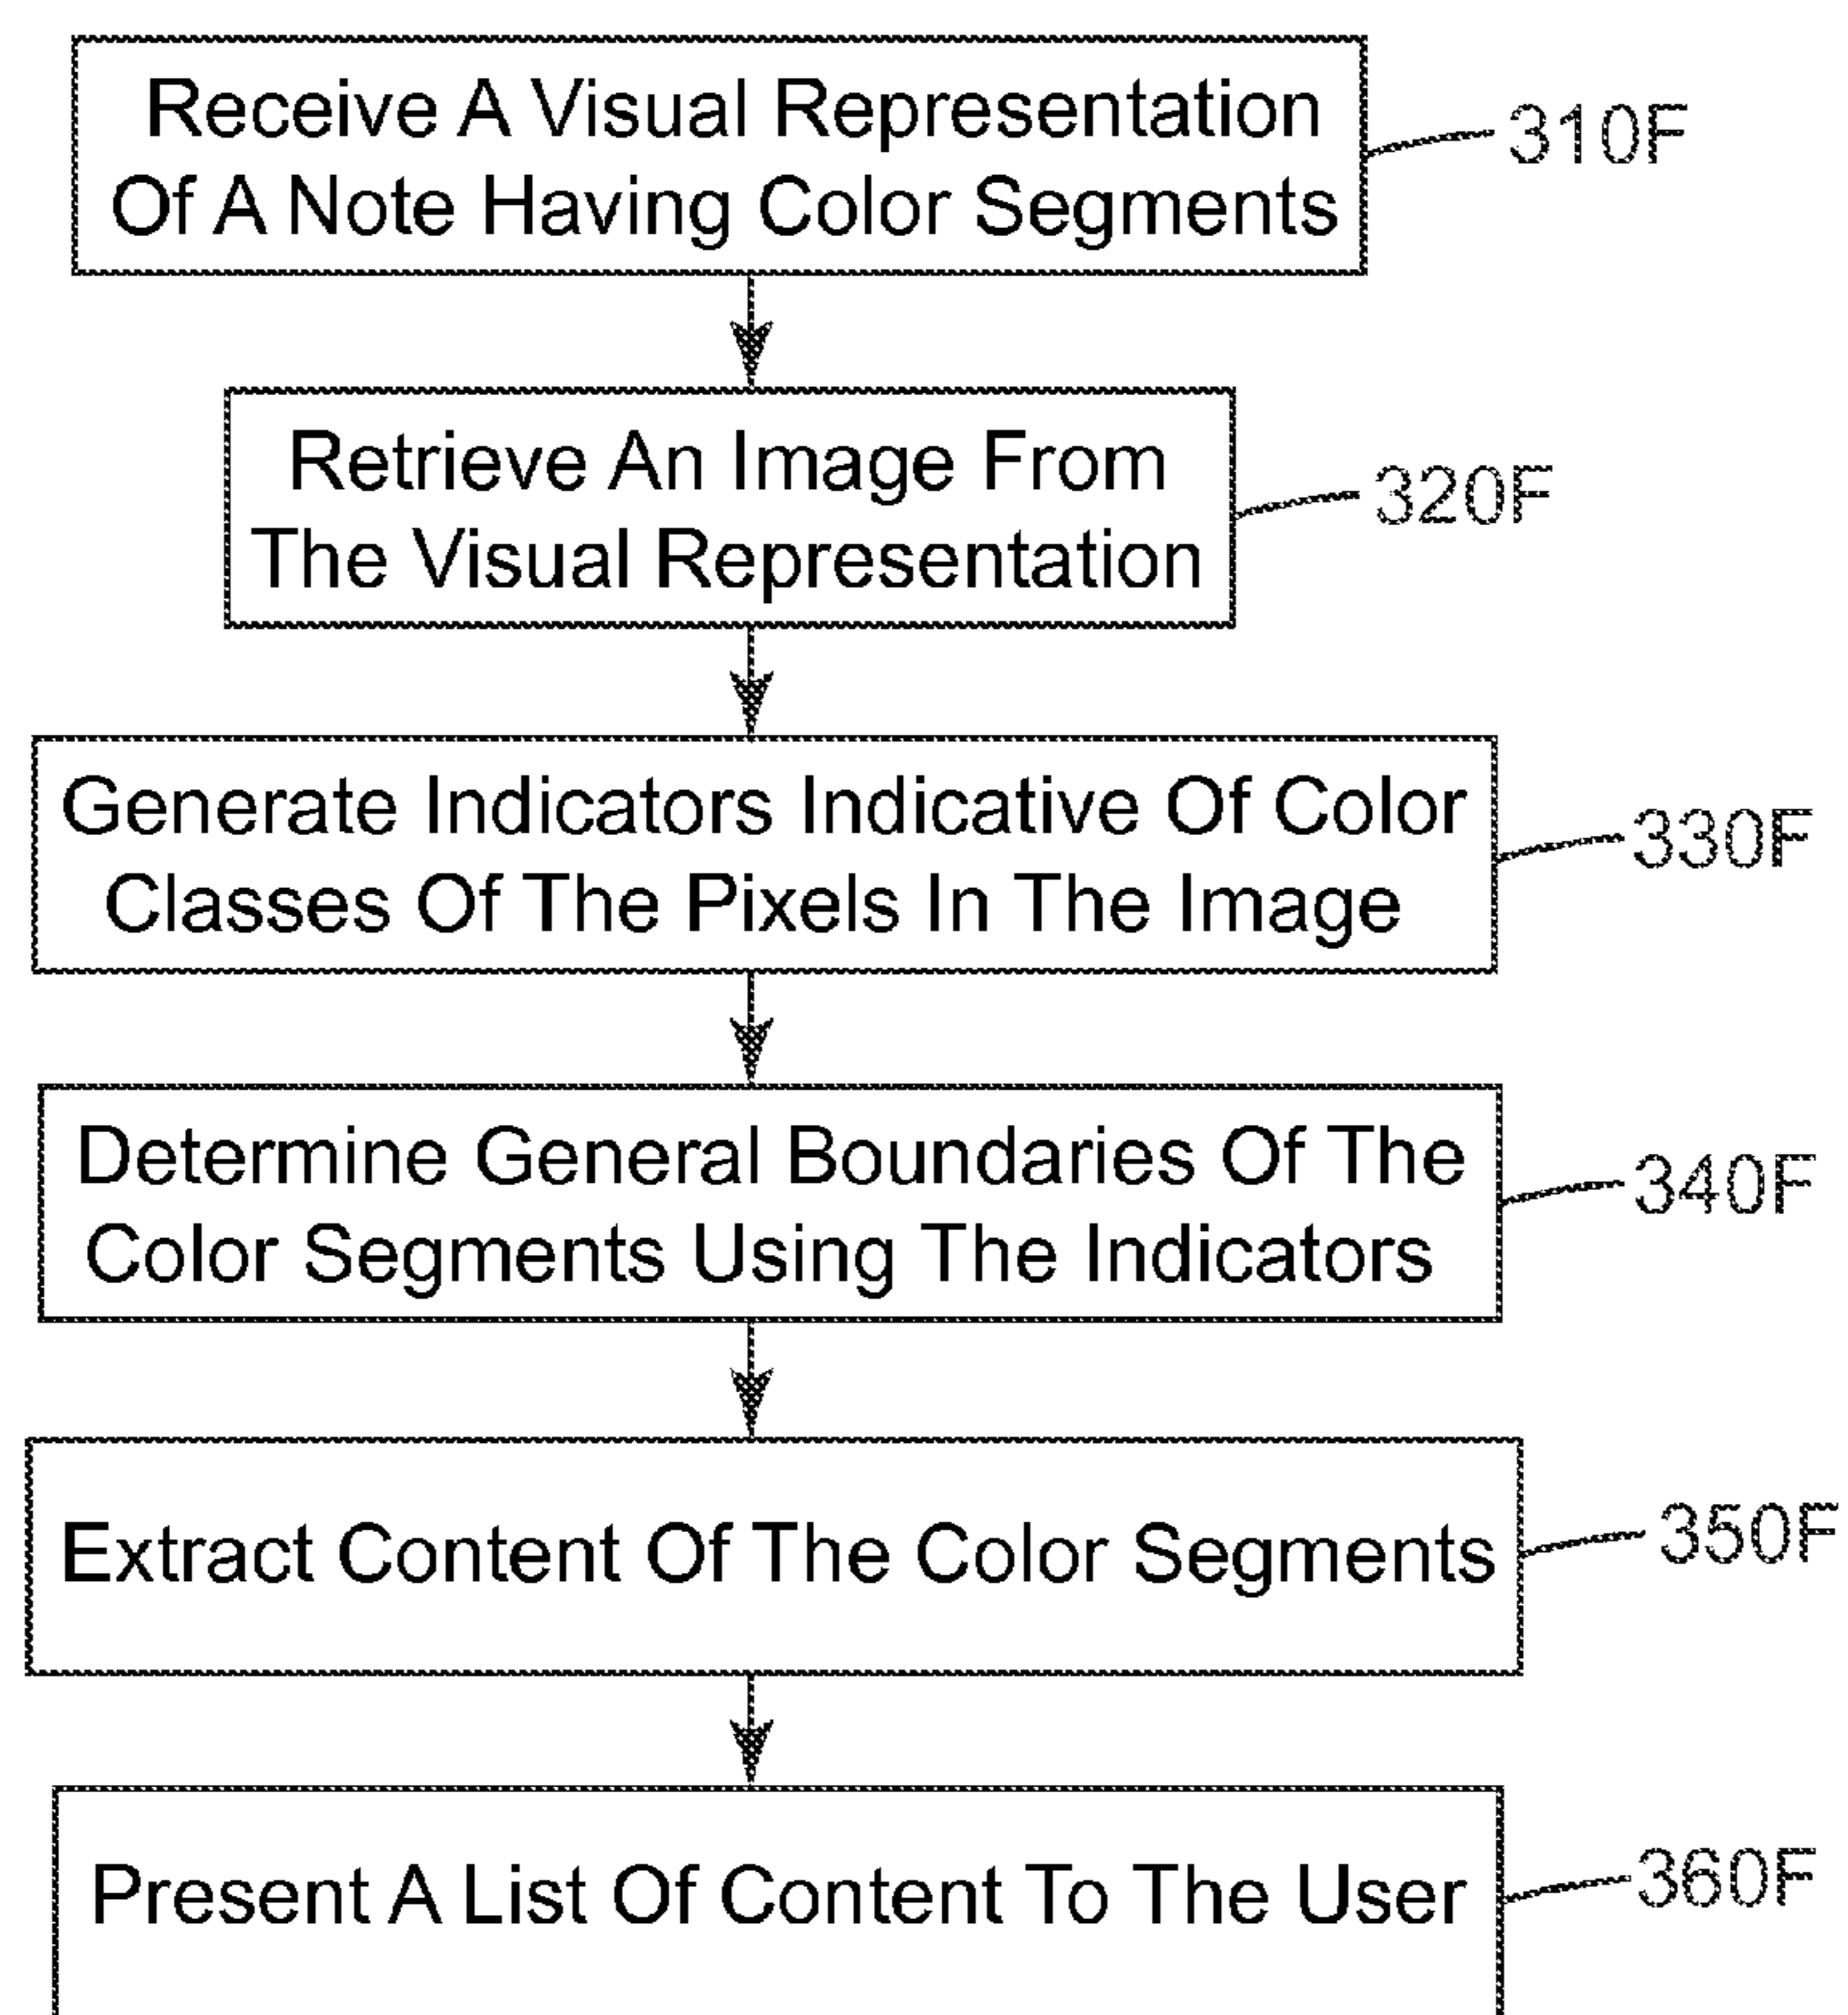 Receive A Visual Representation
Of A Note Having Color Segments
310F
Retrieve An Image From
The Visual Representation
320F
Generate Indicators Indicative Of Color
Classes Of The Pixels In The Image
330F
Determine General Boundaries Of The
Color Segments Using The Indicators
340F
Extract Content Of The Color Segments
350F
Present A List Of Content To The User
360F